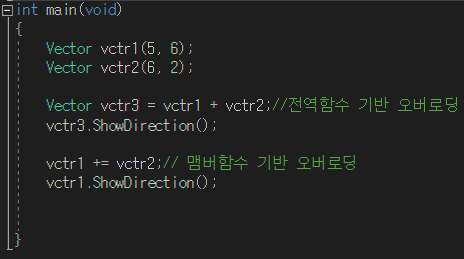 int main(void)
{
Vector vctr1(5, 6);
Vector vctr2(6, 2);
Vector vctr3 = vctr1 + vctr2;//전역함수 기반 오버로딩
vctr3.ShowDirection();
vctr1 += vctr2;// 맴버함수 기반 오버로딩
vctr1.ShowDirection();
}